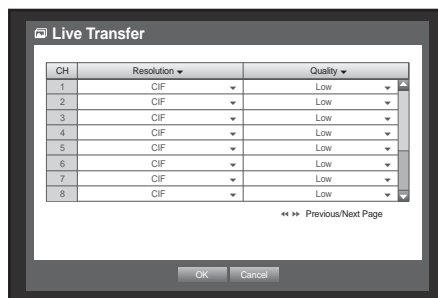 Live Transfer
CH Resolution Quality
1 CIF Low
2 CIF Low
3 CIF Low
4 CIF Low
5 CIF Low
6 CIF Low
7 CIF Low
8 CIF Low
Previous/Next Page
OK Cancel